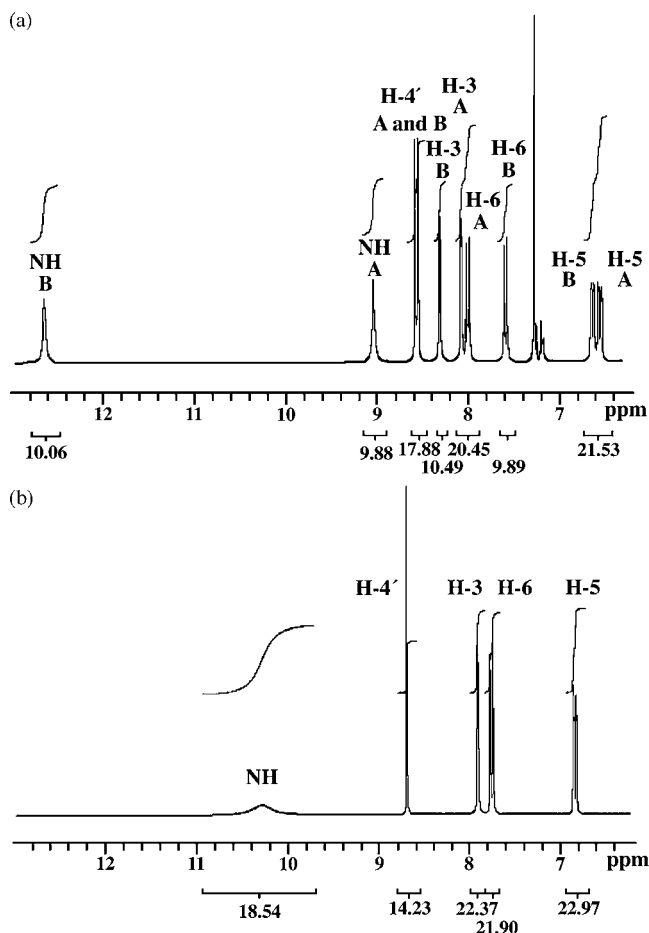 (a)
H-4´
A and B
H-3
A
H-3
B
H-6
B
H-6
A
NH
B
NH
A
H-5
B
H-5
A
12
10
9
8
7
ppm
10.06
9.88
17.88
10.49
20.45
9.89
21.53
(b)
H-4´
H-3
H-6
H-5
NH
12
11
10
9
8
7
ppm
18.54
14.23
22.37
21.90
22.97